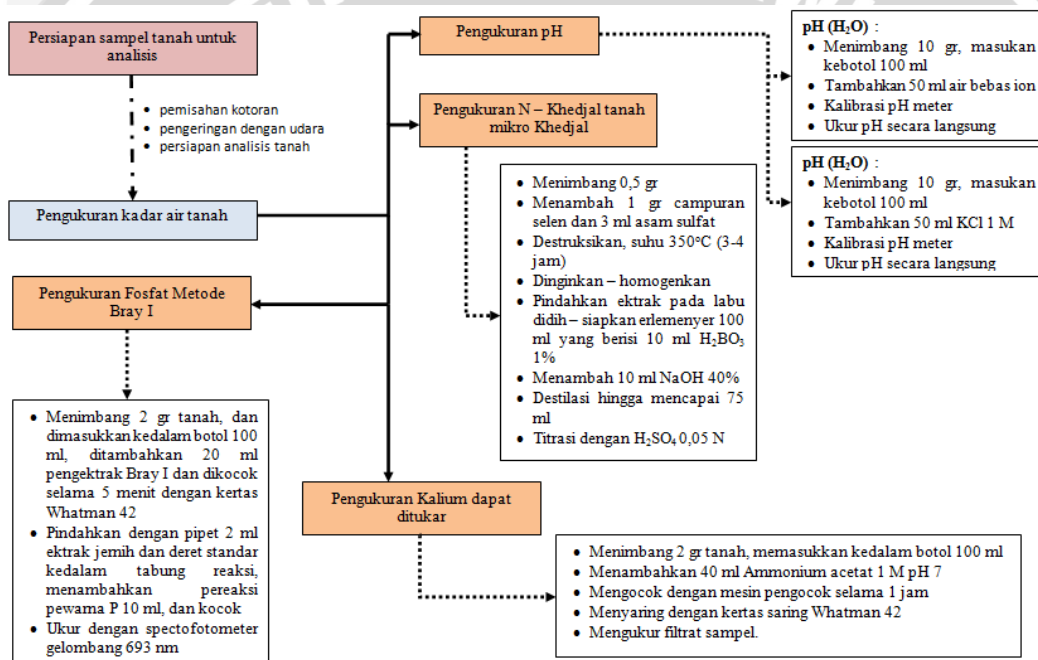 Persiapan sampel tanah untuk
analisis
• pemisahan kotoran
• pengeringan dengan udara
• persiapan analisis tanah
Pengukuran kadar air tanah
Pengukuran pH
pH (H₂O) :
• Menimbang 10 gr, masukan
kebotol 100 ml
• Tambahkan 50 ml air bebas ion
• Kalibrasi pH meter
• Ukur pH secara langsung
pH (H₂O) :
• Menimbang 10 gr, masukan
kebotol 100 ml
• Tambahkan 50 ml KCl 1 M
• Kalibrasi pH meter
• Ukur pH secara langsung
Pengukuran N – Khedjal tanah
mikro Khedjal
• Menimbang 0,5 gr
• Menambah 1 gr campuran
selen dan 3 ml asam sulfat
• Destruksikan, suhu 350°C (3-4
jam)
• Dinginkan – homogenkan
• Pindahkan ektrak pada labu
didih – siapkan erlemenyer 100
ml yang berisi 10 ml H₂BO₃
1%
• Menambah 10 ml NaOH 40%
• Destilasi hingga mencapai 75
ml
• Titrasi dengan H₂SO₄ 0,05 N
Pengukuran Fosfat Metode
Bray I
• Menimbang 2 gr tanah, dan
dimasukkan kedalam botol 100
ml, ditambahkan 20 ml
pengektrak Bray I dan dikocok
selama 5 menit dengan kertas
Whatman 42
• Pindahkan dengan pipet 2 ml
ektrak jernih dan deret standar
kedalam tabung reaksi,
menambahkan pereaksi
pewarna P 10 ml, dan kocok
• Ukur dengan spectofotometer
gelombang 693 nm
Pengukuran Kalium dapat
ditukar
• Menimbang 2 gr tanah, memasukkan kedalam botol 100 ml
• Menambahkan 40 ml Ammonium acetat 1 M pH 7
• Mengocok dengan mesin pengocok selama 1 jam
• Menyaring dengan kertas saring Whatman 42
• Mengukur filtrat sampel.